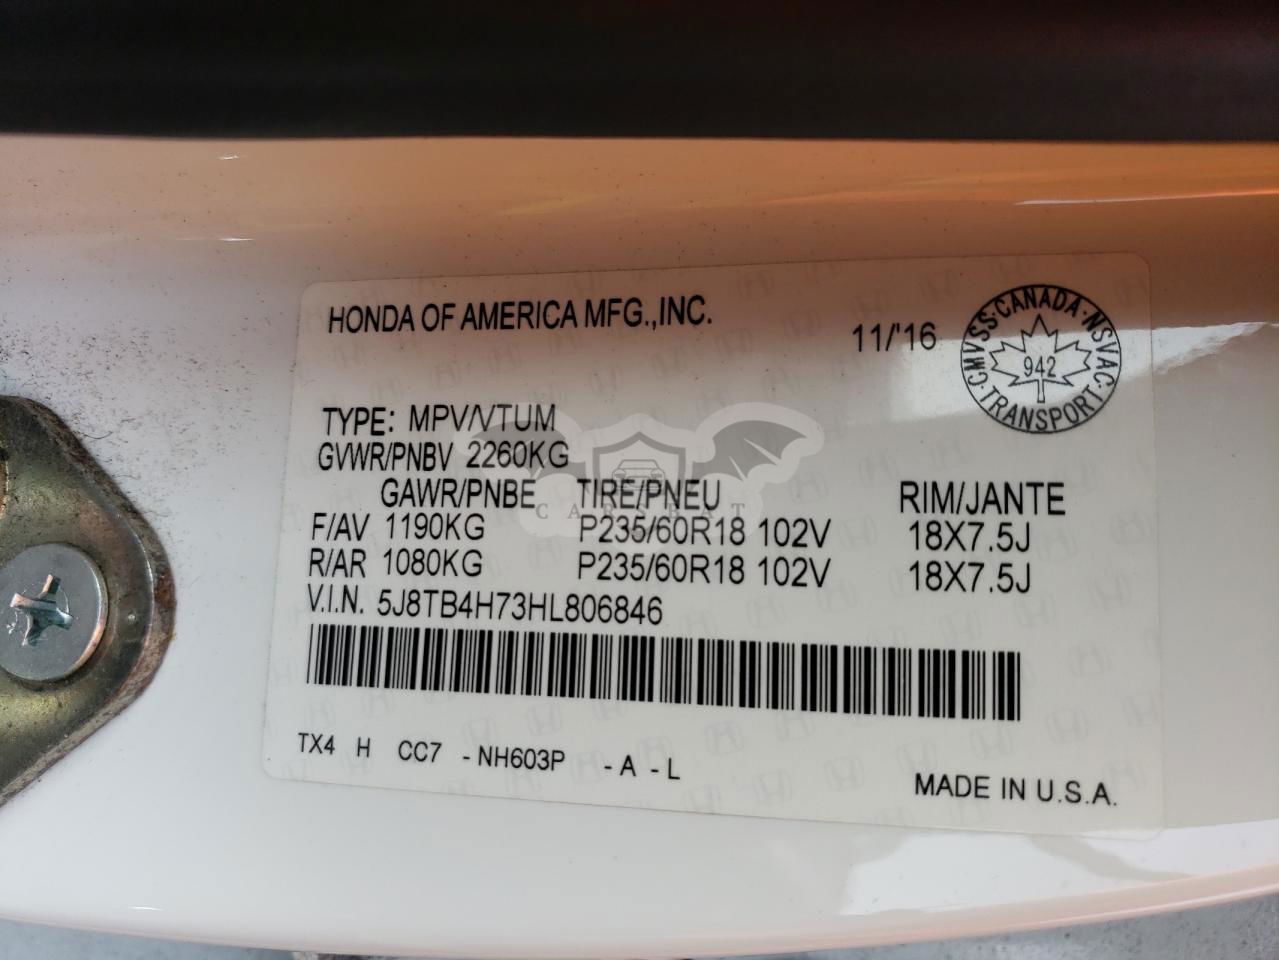 HONDA OF AMERICA MFG.,INC.
11/'16
CMVSS·CANADA·NSVAC·TRANSPORT·
942
TYPE: MPV/VTUM
GVWR/PNBV 2260KG
GAWR/PNBE TIRE/PNEU RIM/JANTE
CARSBAT
F/AV 1190KG P235/60R18 102V 18X7.5J
R/AR 1080KG P235/60R18 102V 18X7.5J
V.I.N. 5J8TB4H73HL806846
TX4 H CC7 -NH603P -A -L
MADE IN U.S.A.